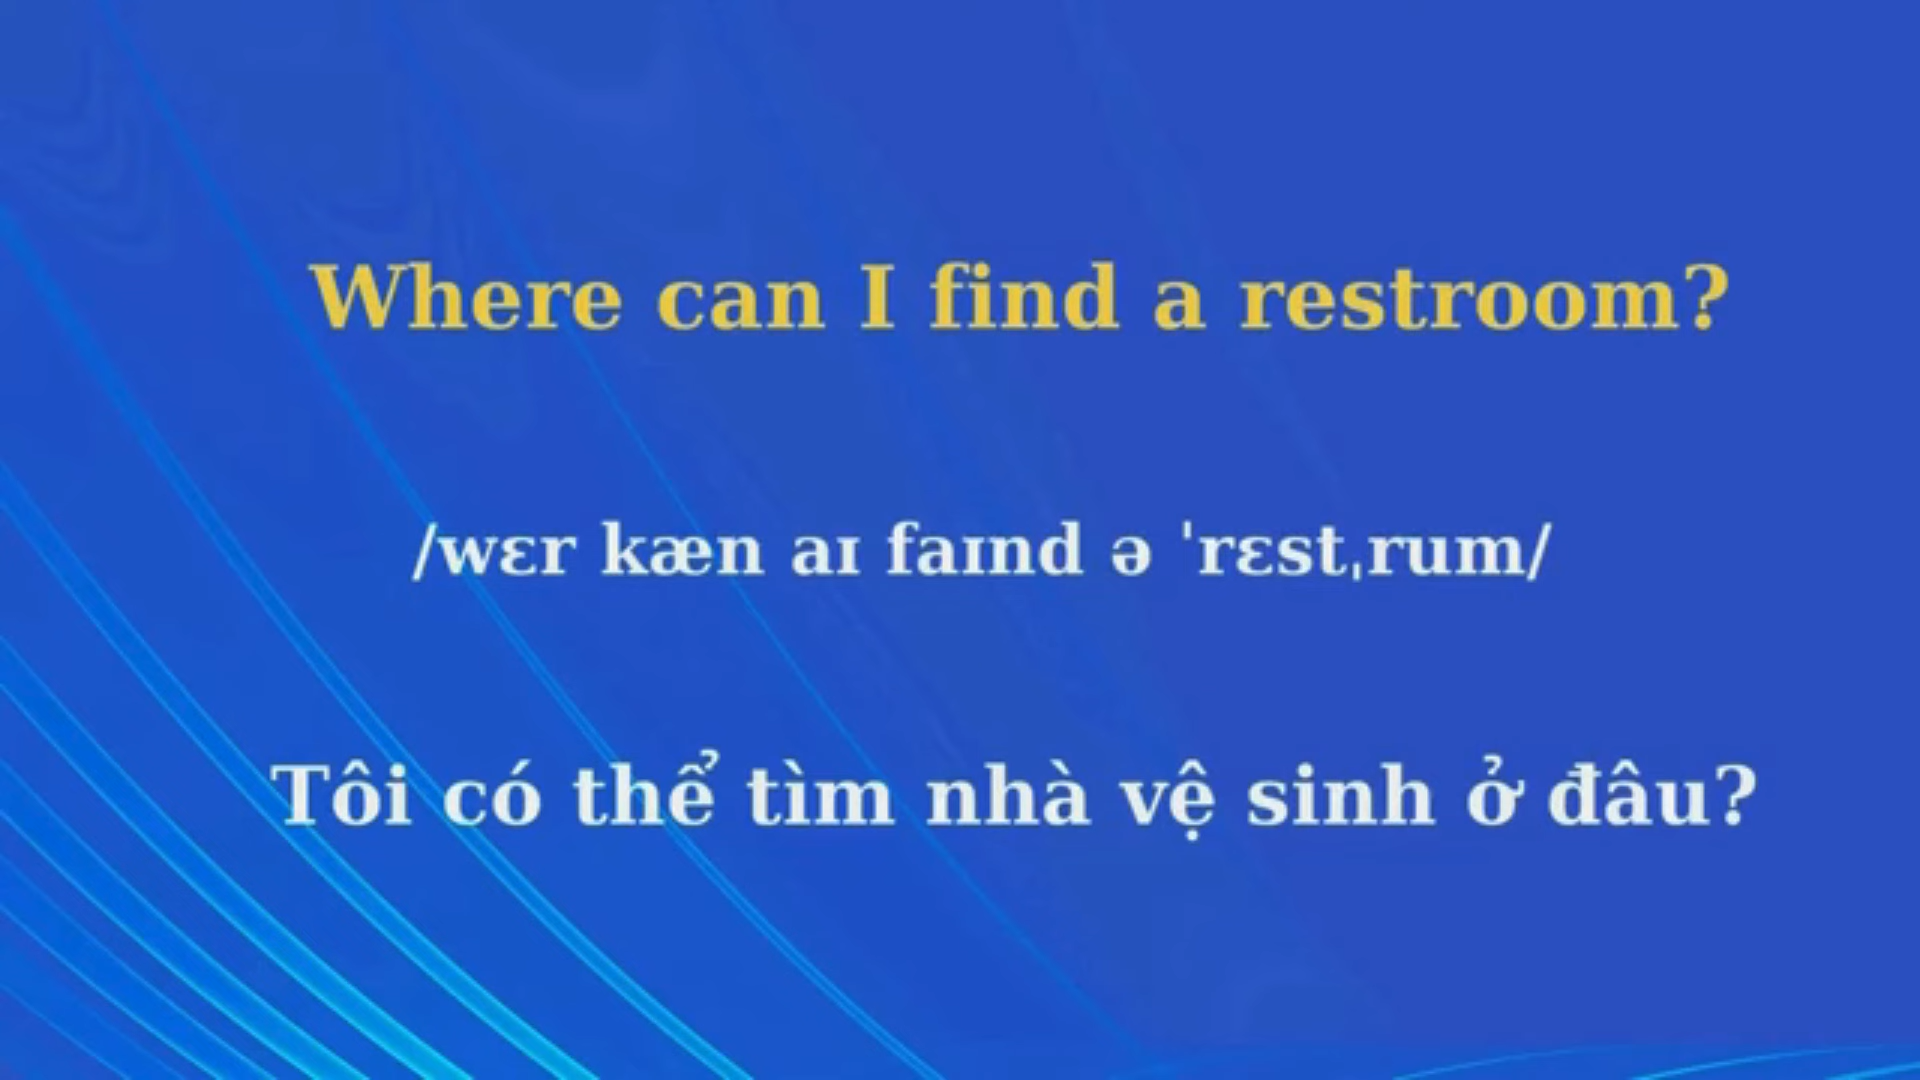 Where can I find a restroom?
/wɛr kæn aɪ faɪnd ə ˈrɛstˌrum/
Tôi có thể tìm nhà vệ sinh ở đâu?